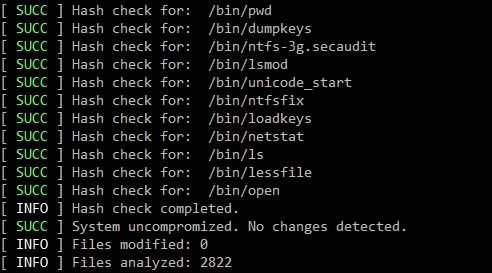 [ SUCC ] Hash check for:  /bin/pwd
[ SUCC ] Hash check for:  /bin/dumpkeys
[ SUCC ] Hash check for:  /bin/ntfs-3g.secaudit
[ SUCC ] Hash check for:  /bin/lsmod
[ SUCC ] Hash check for:  /bin/unicode_start
[ SUCC ] Hash check for:  /bin/ntfsfix
[ SUCC ] Hash check for:  /bin/loadkeys
[ SUCC ] Hash check for:  /bin/netstat
[ SUCC ] Hash check for:  /bin/ls
[ SUCC ] Hash check for:  /bin/lessfile
[ SUCC ] Hash check for:  /bin/open
[ INFO ] Hash check completed.
[ SUCC ] System uncompromized. No changes detected.
[ INFO ] Files modified: 0
[ INFO ] Files analyzed: 2822